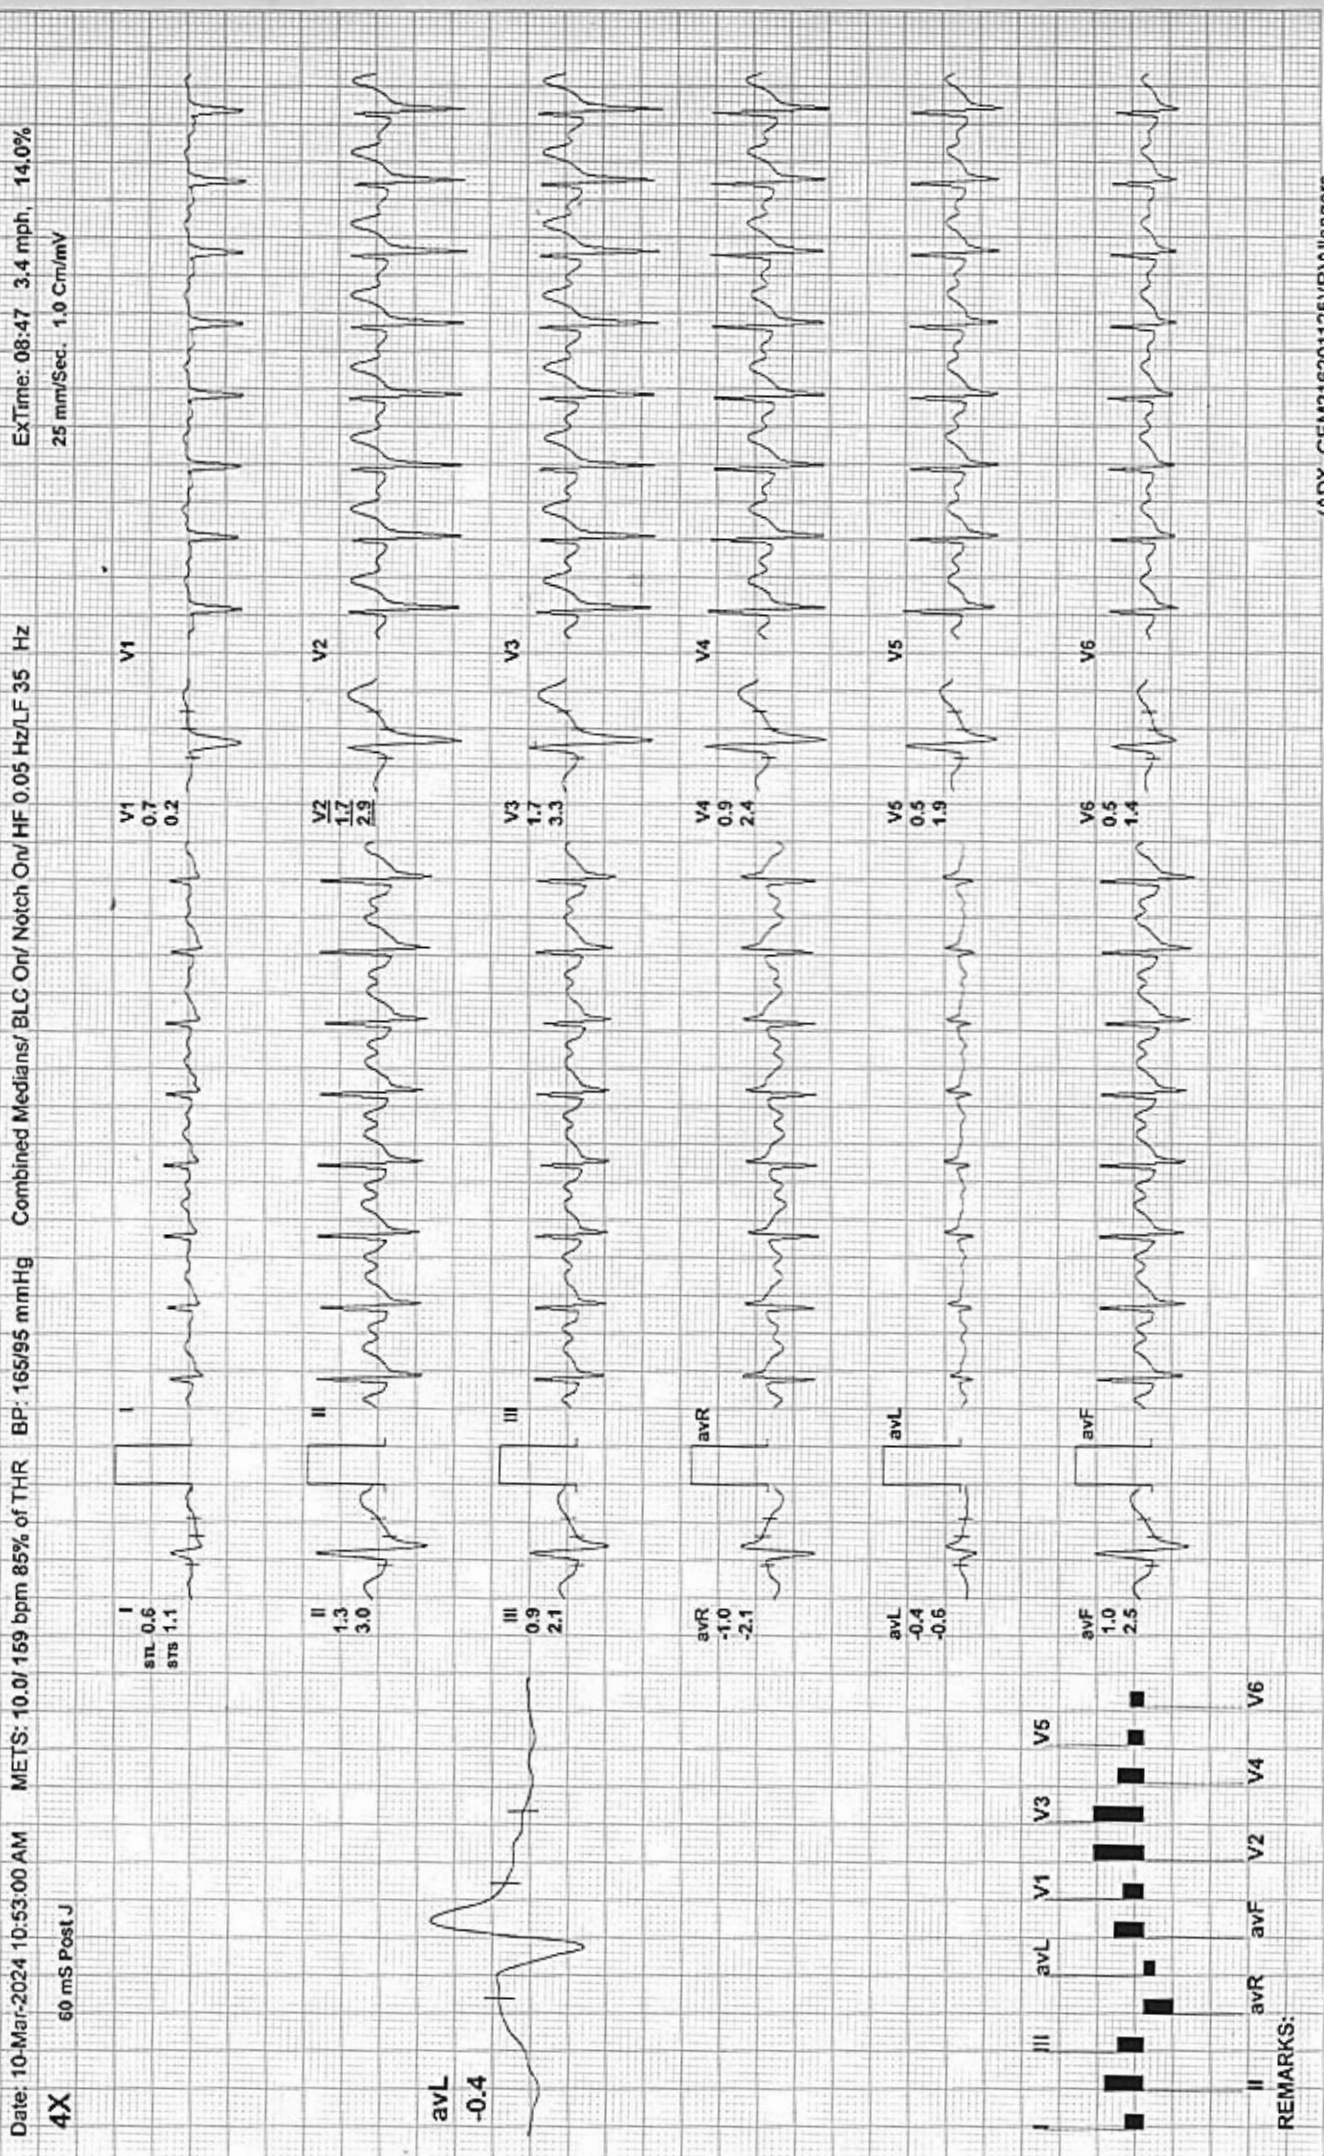 Date: 10-Mar-2024 10:53:00 AM METS: 10.0/ 159 bpm 85% of THR BP: 165/95 mmHg Combined Medians/ BLC On/ Notch On/ HF 0.05 Hz/LF 35 Hz ExTime: 08:47 3.4 mph, 14.0%
4X 60 mS Post J 25 mm/Sec. 1.0 Cm/mV
I
STL 0.6
STS 1.1
I
V1
0.7
0.2
V1
II
1.3
3.0
II
V2
1.7
2.9
V2
avL
-0.4
III
0.9
2.1
III
V3
1.7
3.3
V3
avR
-1.0
-2.1
avR
V4
0.9
2.4
V4
avL
-0.4
-0.6
avL
V5
0.5
1.9
V5
avF
1.0
2.5
avF
V6
0.5
1.4
V6
I III avL V1 V3 V5
II avR avF V2 V4 V6
REMARKS: